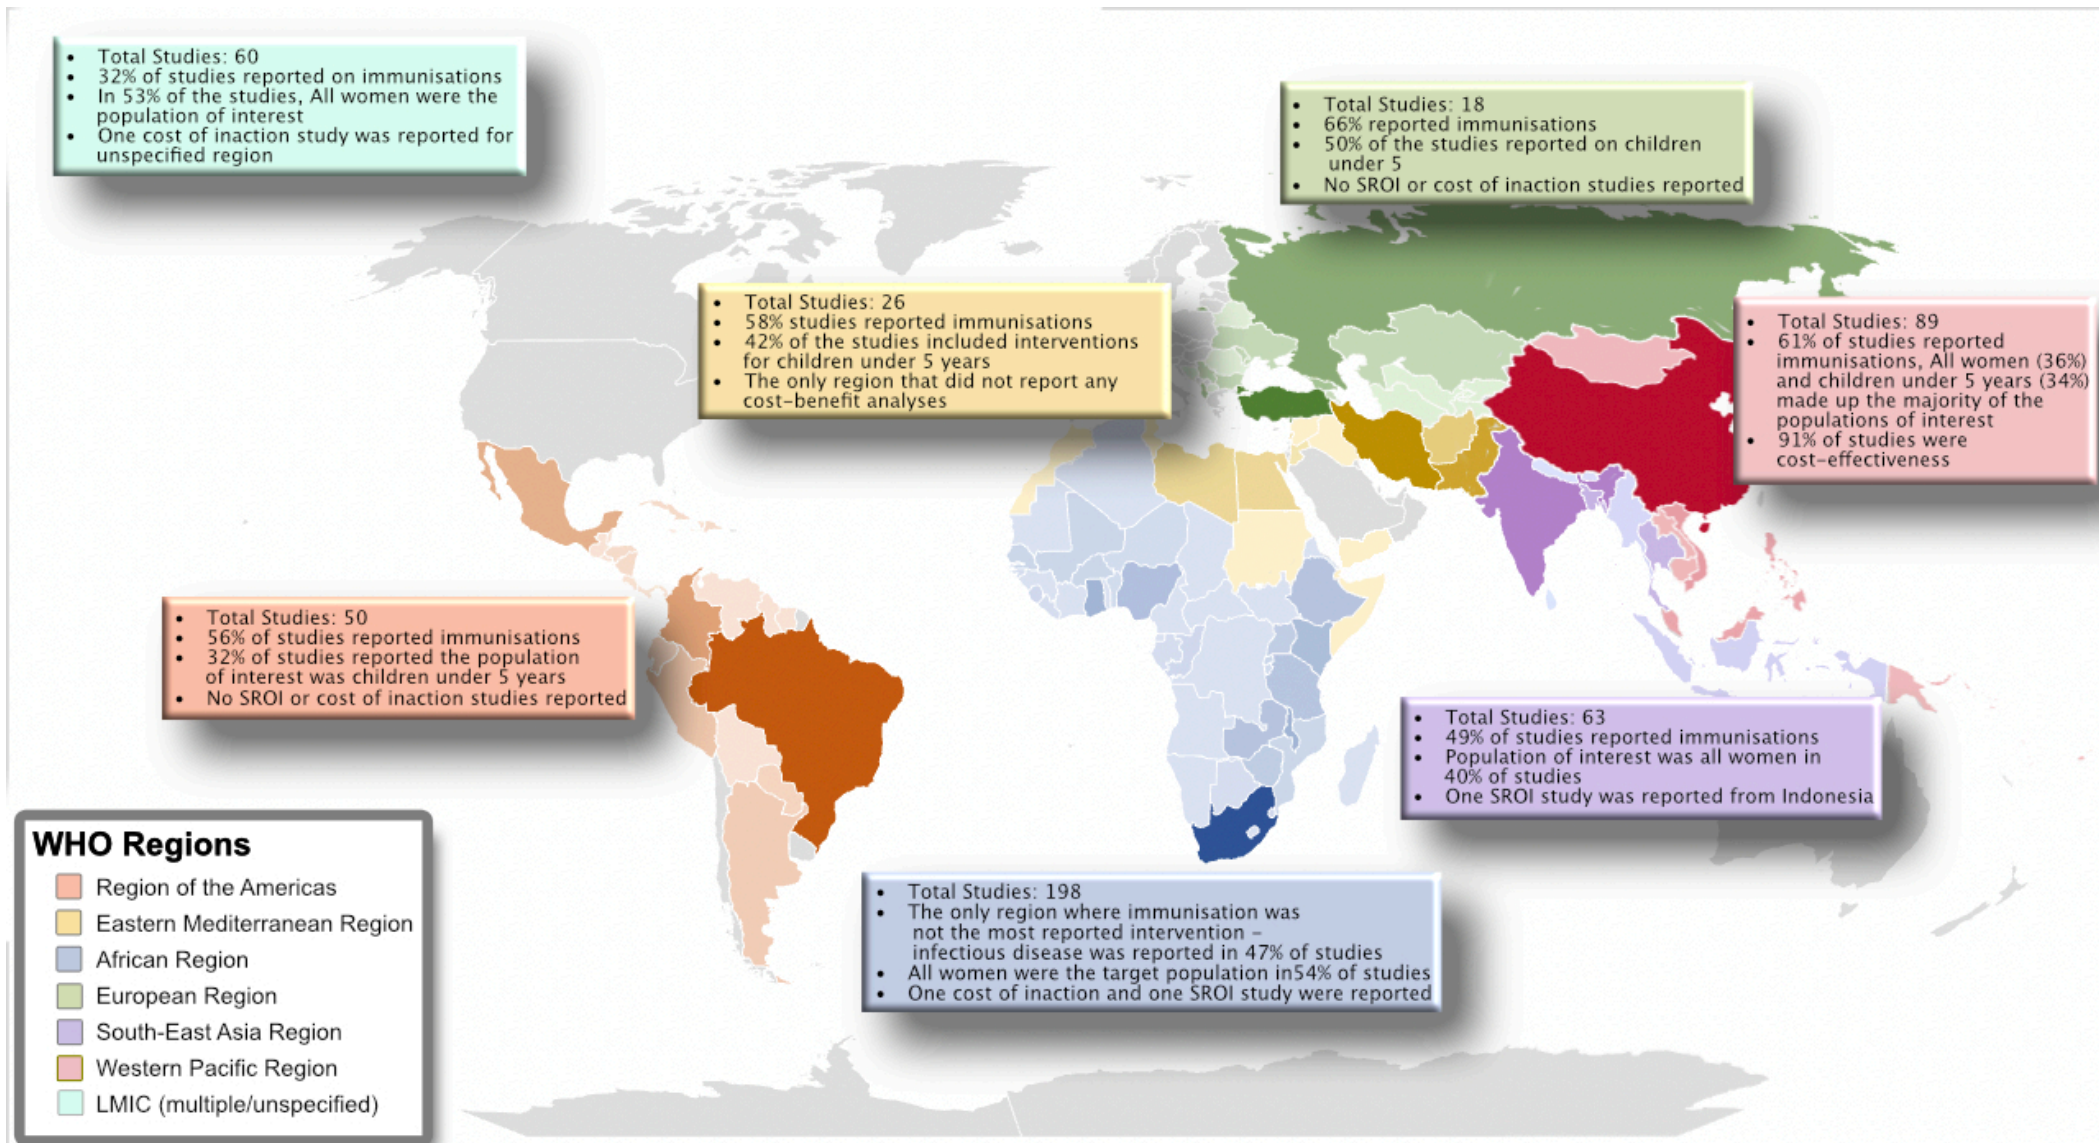 • Total Studies: 60
• 32% of studies reported on immunisations
• In 53% of the studies, All women were the
population of interest
• One cost of inaction study was reported for
unspecified region
• Total Studies: 18
• 66% reported immunisations
• 50% of the studies reported on children
under 5
• No SROI or cost of inaction studies reported
• Total Studies: 26
• 58% studies reported immunisations
• 42% of the studies included interventions
for children under 5 years
• The only region that did not report any
cost-benefit analyses
• Total Studies: 89
• 61% of studies reported
immunisations, All women (36%)
and children under 5 years (34%)
made up the majority of the
populations of interest
• 91% of studies were
cost-effectiveness
• Total Studies: 50
• 56% of studies reported immunisations
• 32% of studies reported the population
of interest was children under 5 years
• No SROI or cost of inaction studies reported
• Total Studies: 63
• 49% of studies reported immunisations
• Population of interest was all women in
40% of studies
• One SROI study was reported from Indonesia
• Total Studies: 198
• The only region where immunisation was
not the most reported intervention –
infectious disease was reported in 47% of studies
• All women were the target population in54% of studies
• One cost of inaction and one SROI study were reported
WHO Regions
Region of the Americas
Eastern Mediterranean Region
African Region
European Region
South-East Asia Region
Western Pacific Region
LMIC (multiple/unspecified)